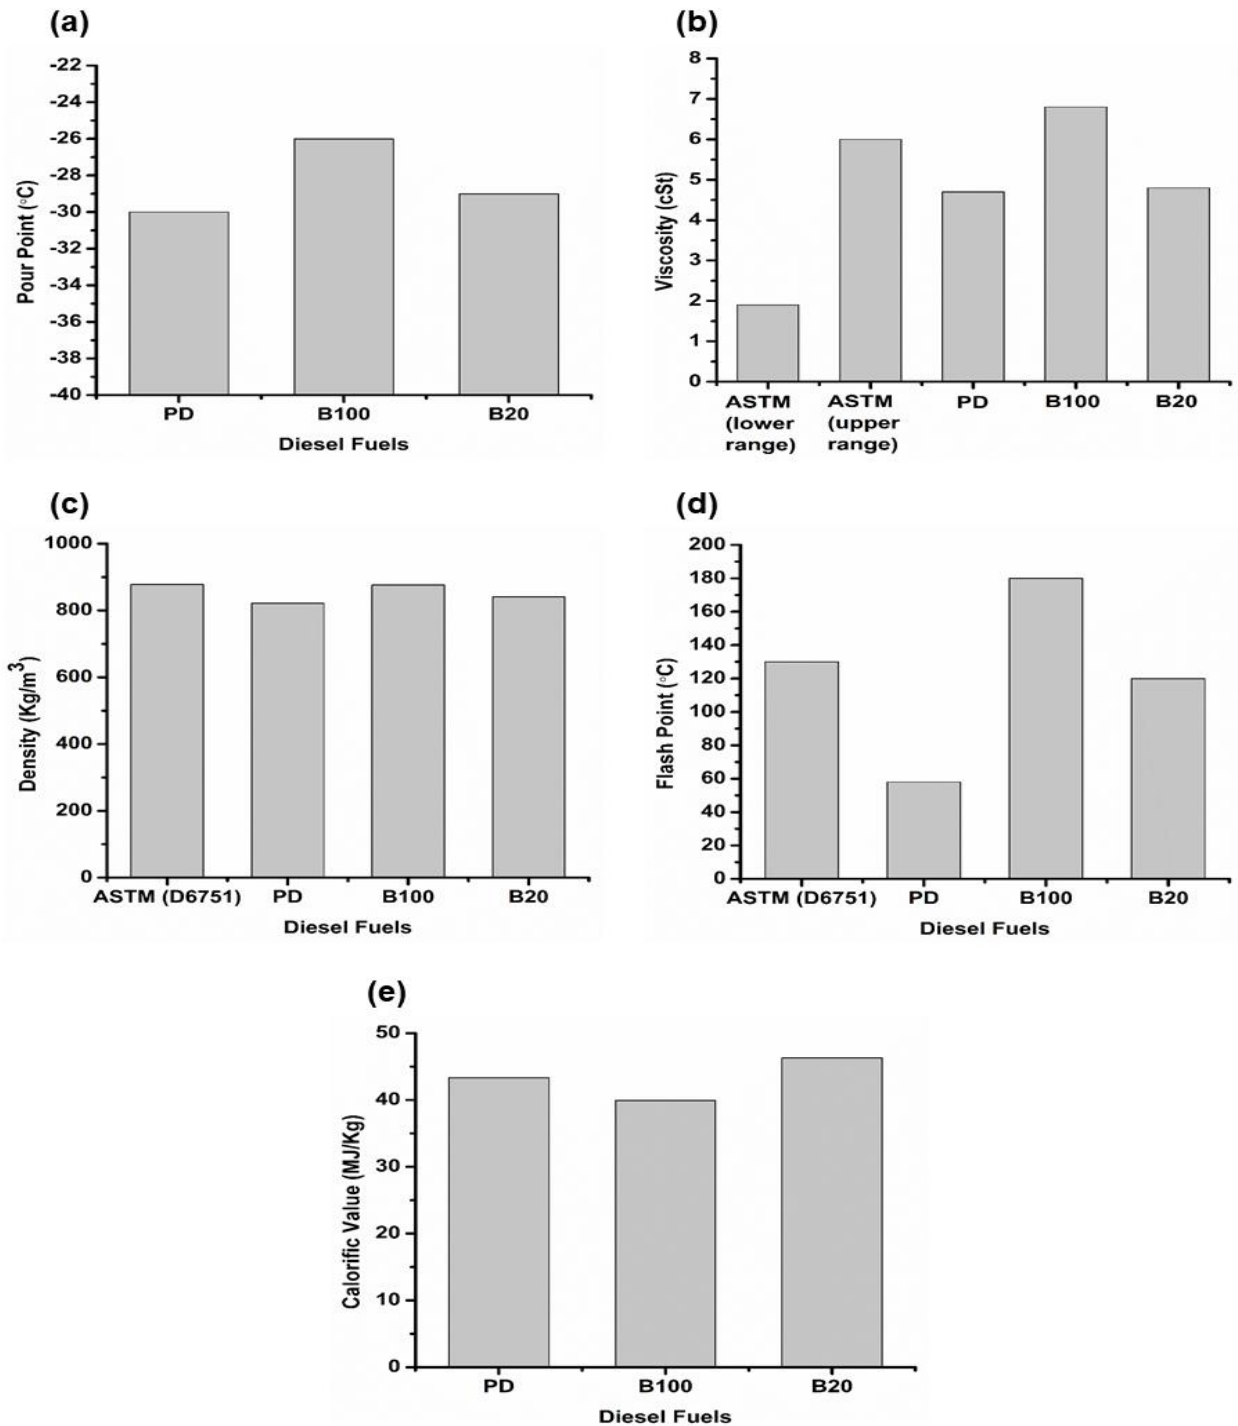 (a)
-22
-24
-26
-28
-30
-32
-34
-36
-38
-40
Pour Point (°C)
PD B100 B20
Diesel Fuels
(b)
8
7
6
5
4
3
2
1
0
Viscosity (cSt)
ASTM ASTM PD B100 B20
(lower (upper
range) range)
(c)
1000
800
600
400
200
0
Density (Kg/m³)
ASTM (D6751) PD B100 B20
Diesel Fuels
(d)
200
180
160
140
120
100
80
60
40
20
0
Flash Point (°C)
ASTM (D6751) PD B100 B20
Diesel Fuels
(e)
50
40
30
20
10
0
Calorific Value (MJ/Kg)
PD B100 B20
Diesel Fuels